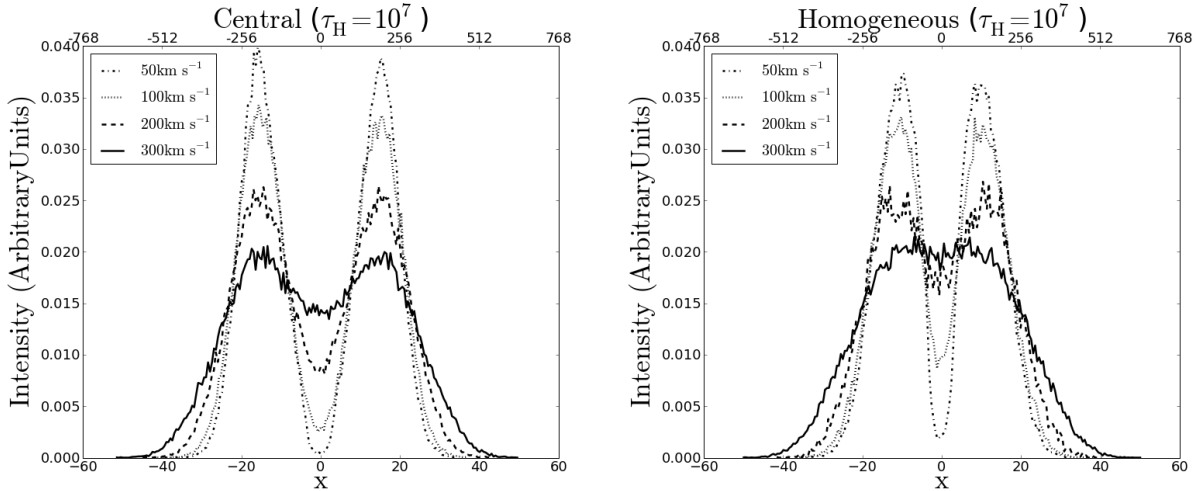 Central (τH=10⁷)
-768 -512 -256 0 256 512 768
50km s⁻¹
100km s⁻¹
200km s⁻¹
300km s⁻¹
Intensity (ArbitraryUnits)
0.040
0.035
0.030
0.025
0.020
0.015
0.010
0.005
0.000
−60 −40 −20 0 20 40 60
x
Homogeneous (τH=10⁷)
-768 -512 -256 0 256 512 768
50km s⁻¹
100km s⁻¹
200km s⁻¹
300km s⁻¹
Intensity (ArbitraryUnits)
0.040
0.035
0.030
0.025
0.020
0.015
0.010
0.005
0.000
−60 −40 −20 0 20 40 60
x